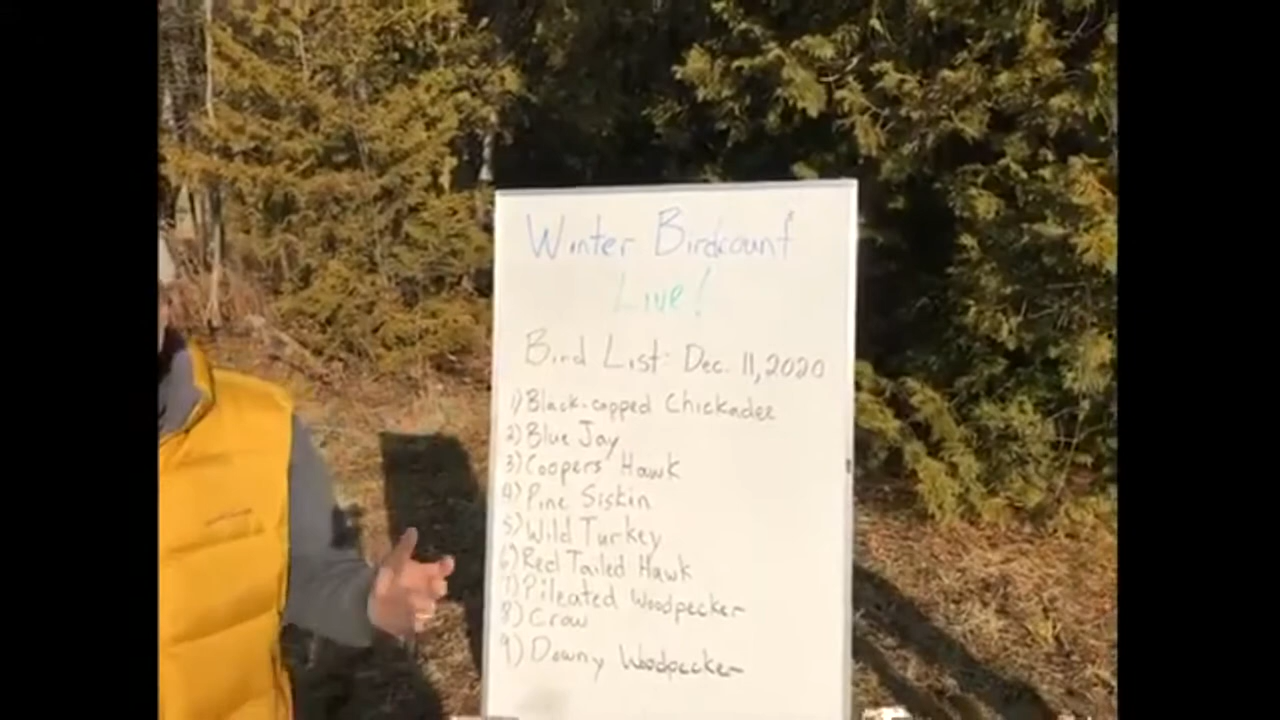 Winter Birdcount
Live!
Bird List: Dec. 11, 2020
1) Black-capped Chickadee
2) Blue Jay
3) Coopers Hawk
4) Pine Siskin
5) Wild Turkey
6) Red Tailed Hawk
7) Pileated Woodpecker
8) Crow
9) Downy Woodpecker